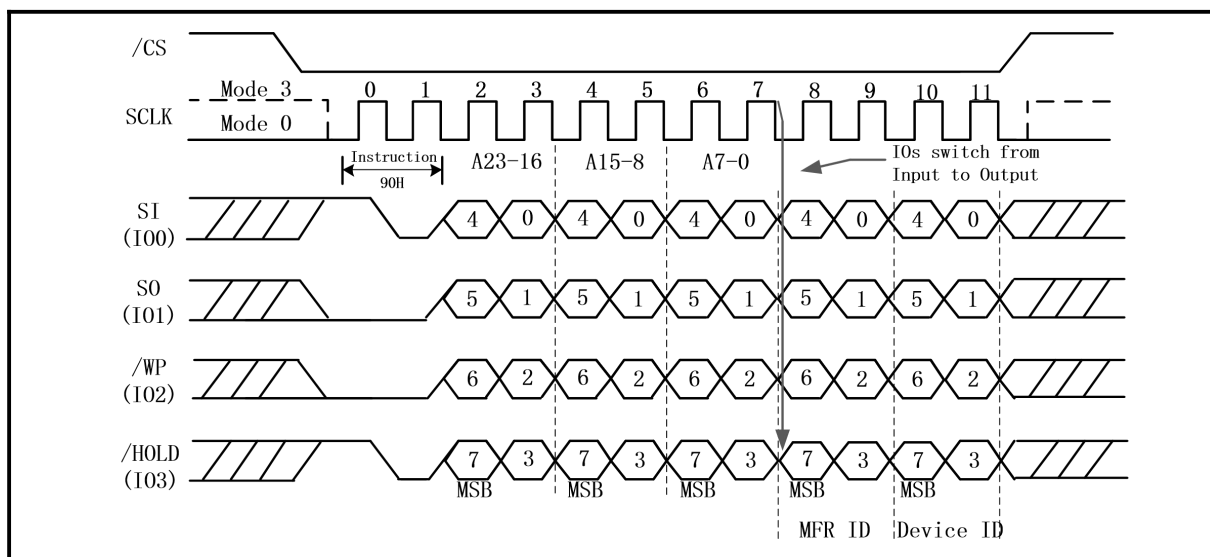 /CS
Mode 3
0 1 2 3 4 5 6 7 8 9 10 11
SCLK
Mode 0
Instruction
90H
A23-16 A15-8 A7-0
IOs switch from
Input to Output
SI
(IO0)
4 0 4 0 4 0 4 0 4 0
SO
(IO1)
5 1 5 1 5 1 5 1 5 1
/WP
(IO2)
6 2 6 2 6 2 6 2 6 2
/HOLD
(IO3)
7 3 7 3 7 3 7 3 7 3
MSB MSB MSB MSB MSB
MFR ID Device ID